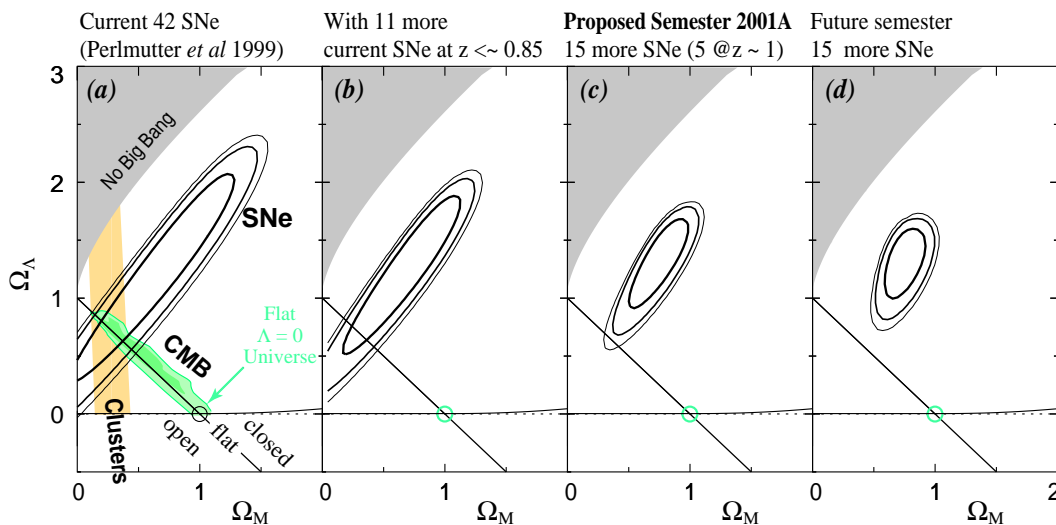 Current 42 SNe
(Perlmutter et al 1999)
With 11 more
current SNe at z <~ 0.85
Proposed Semester 2001A
15 more SNe (5 @z ~ 1)
Future semester
15 more SNe
3
2
1
0
ΩΛ
(a)
No Big Bang
SNe
CMB
Clusters
Flat
Λ = 0
Universe
open
flat
closed
(b)
(c)
(d)
0
1
0
1
0
1
0
1
2
ΩM
ΩM
ΩM
ΩM